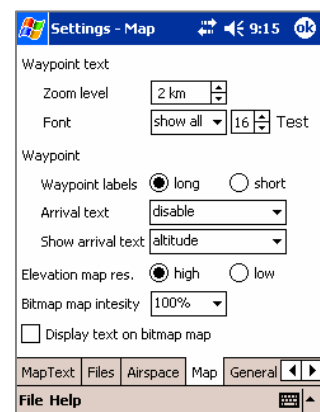 Settings - Map 9:15 ok
Waypoint text
Zoom level 2 km
Font show all 16 Test
Waypoint
Waypoint labels long short
Arrival text disable
Show arrival text altitude
Elevation map res. high low
Bitmap map intesity 100%
Display text on bitmap map
MapText Files Airspace Map General
File Help